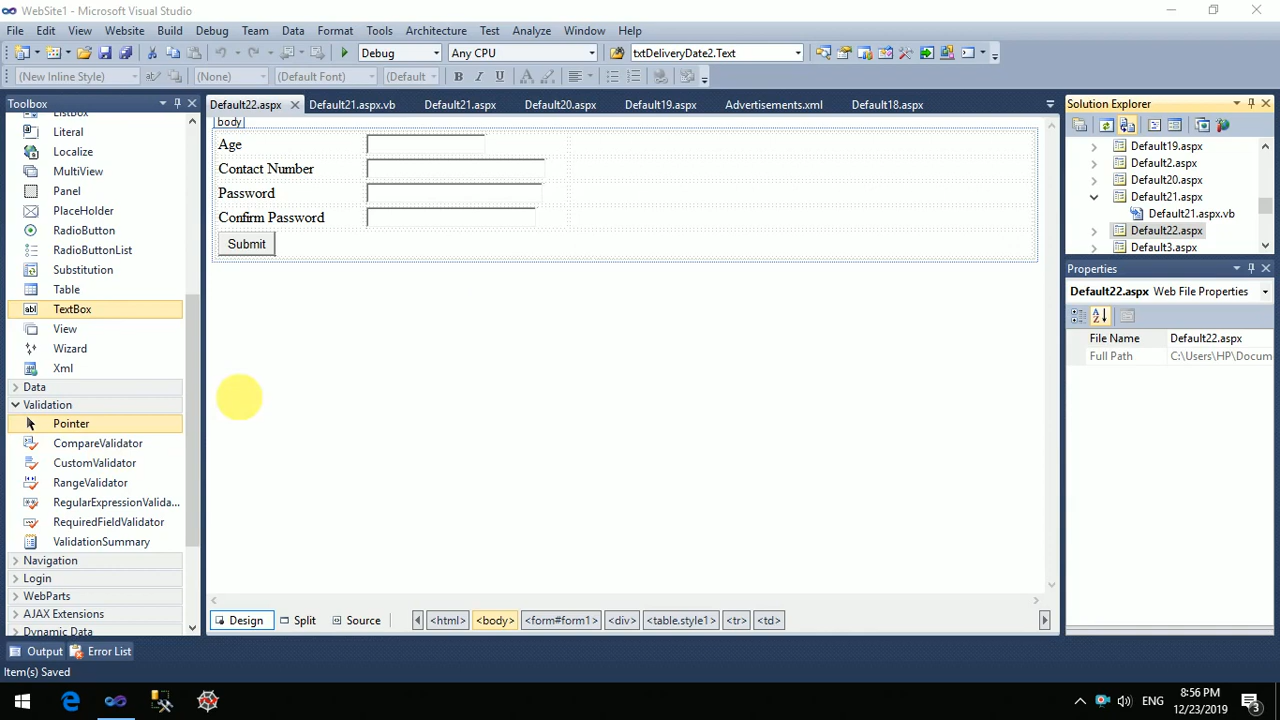 WebSite1 - Microsoft Visual Studio
File Edit View Website Build Debug Team Data Format Tools Architecture Test Analyze Window Help
Debug Any CPU txtDeliveryDate2.Text
(New Inline Style) (None) (Default Font) (Default
Toolbox
Default22.aspx Default21.aspx.vb Default21.aspx Default20.aspx Default19.aspx Advertisements.xml Default18.aspx
Solution Explorer
ListBox
Literal
Localize
MultiView
Panel
PlaceHolder
RadioButton
RadioButtonList
Substitution
Table
TextBox
View
Wizard
Xml
Data
Validation
Pointer
CompareValidator
CustomValidator
RangeValidator
RegularExpressionValida...
RequiredFieldValidator
ValidationSummary
Navigation
Login
WebParts
AJAX Extensions
Dynamic Data
body
Age
Contact Number
Password
Confirm Password
Submit
Design Split Source <html> <body> <form#form1> <div> <table.style1> <tr> <td>
Default19.aspx
Default2.aspx
Default20.aspx
Default21.aspx
Default21.aspx.vb
Default22.aspx
Default3.aspx
Properties
Default22.aspx Web File Properties
File Name Default22.aspx
Full Path C:\Users\HP\Docum
Output Error List
Item(s) Saved
ENG
8:56 PM
12/23/2019
3